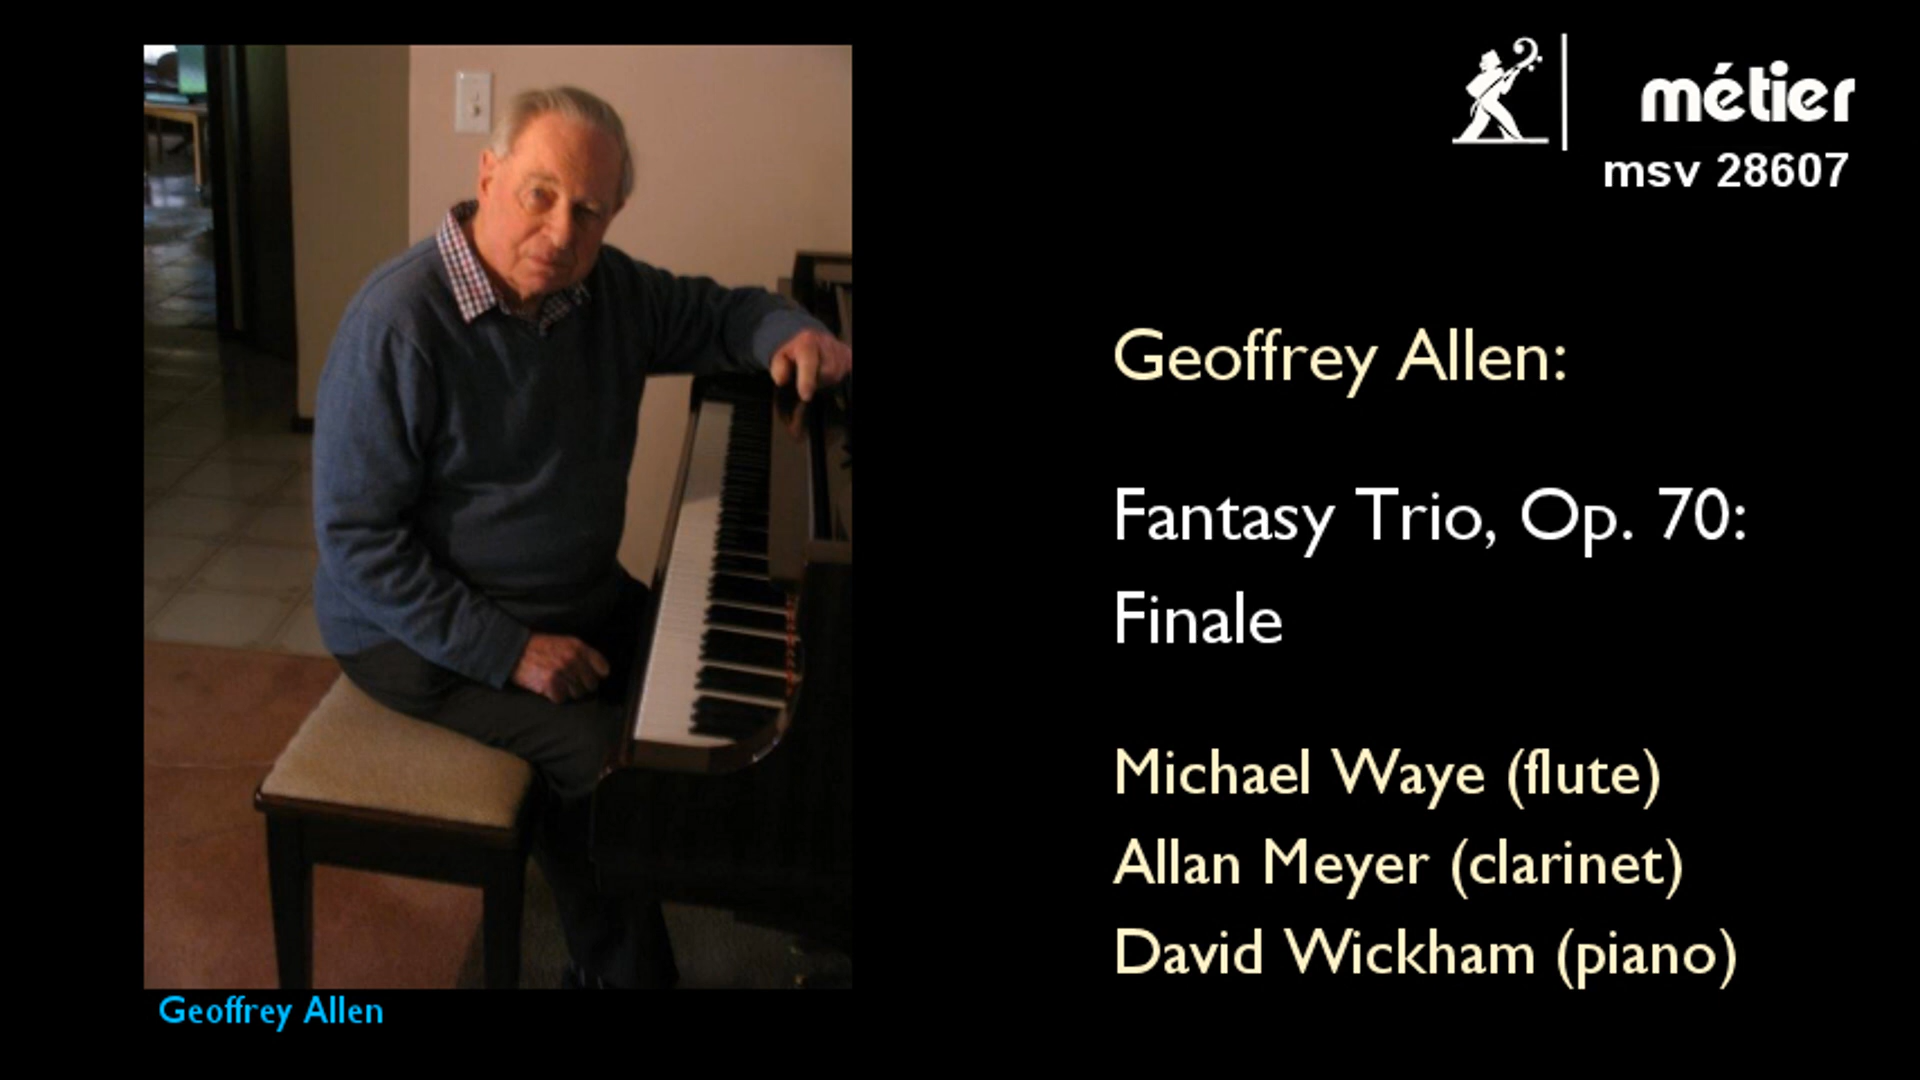 métier
msv 28607
Geoffrey Allen:
Fantasy Trio, Op. 70:
Finale
Michael Waye (flute)
Allan Meyer (clarinet)
David Wickham (piano)
Geoffrey Allen